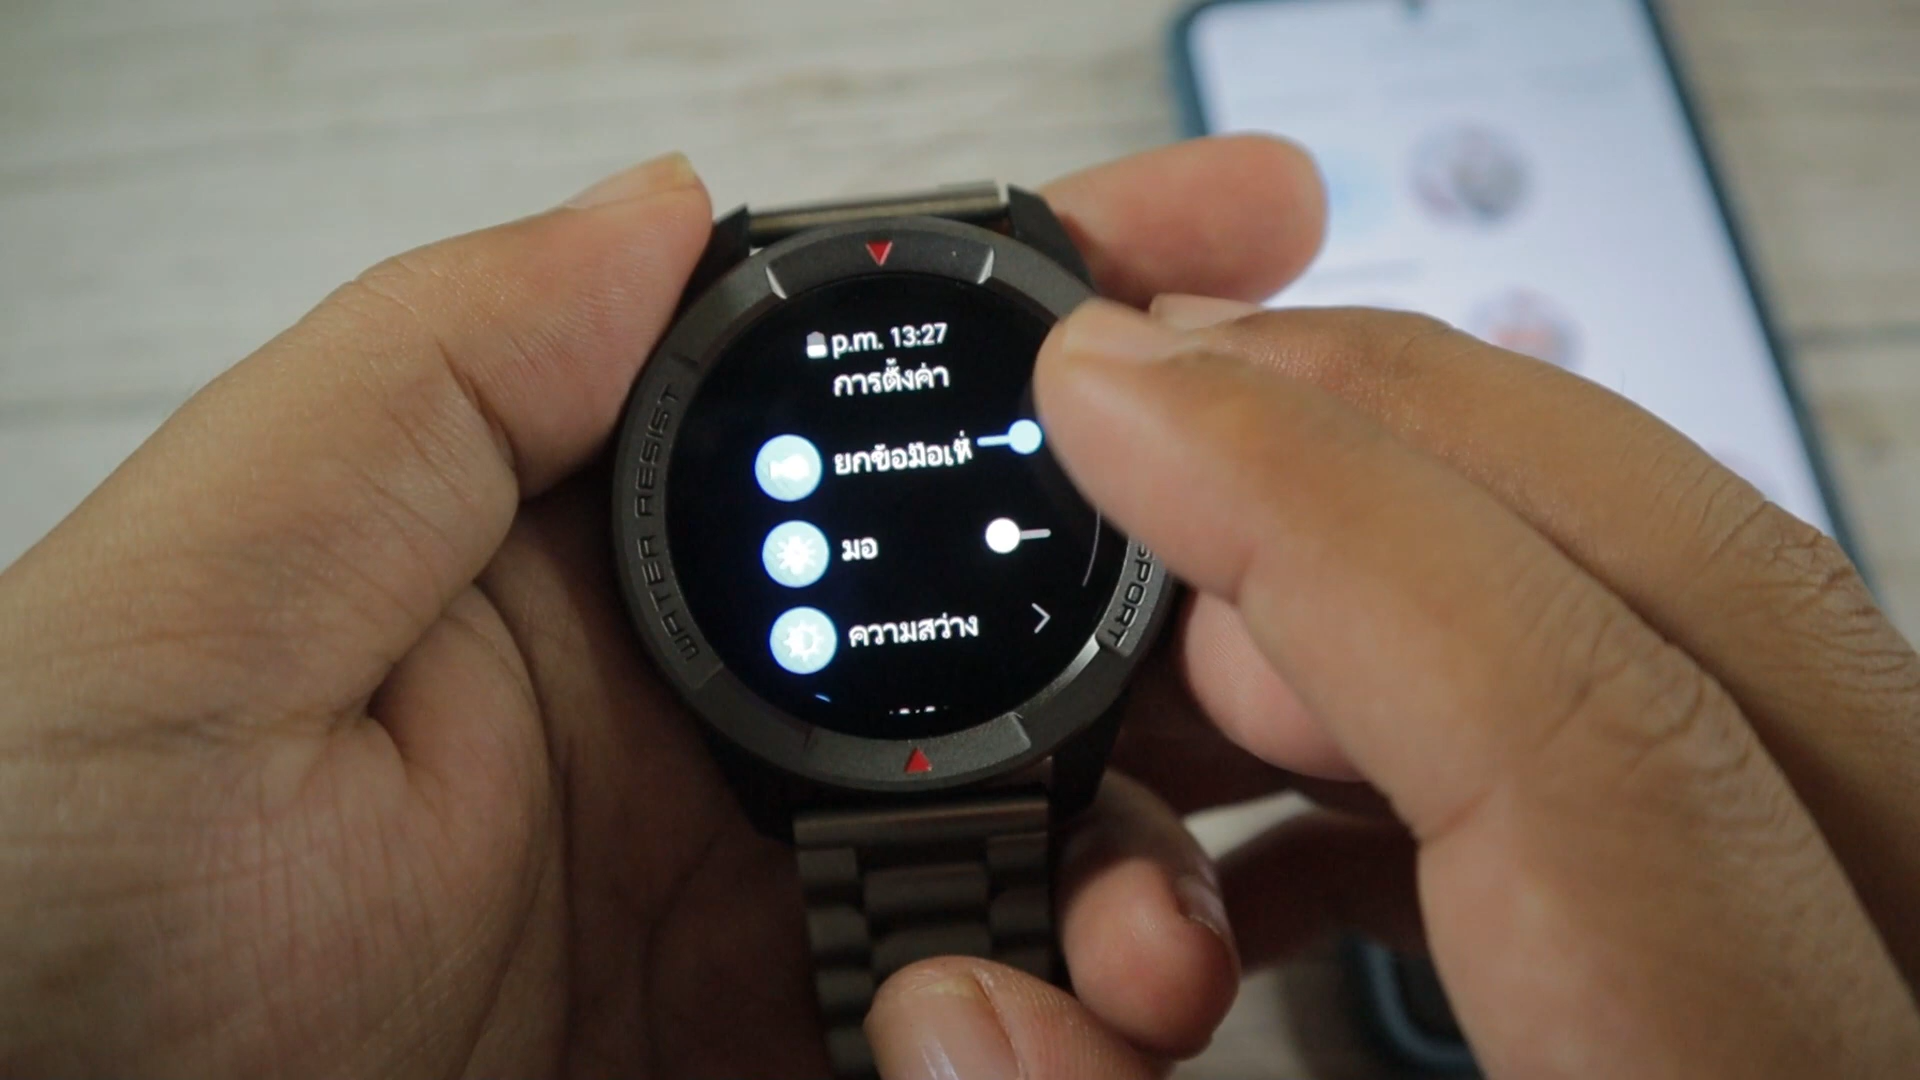 p.m. 13:27
การตั้งค่า
ยกข้อมือเพื่
มอ
ความสว่าง
WATER RESIST
SPORT